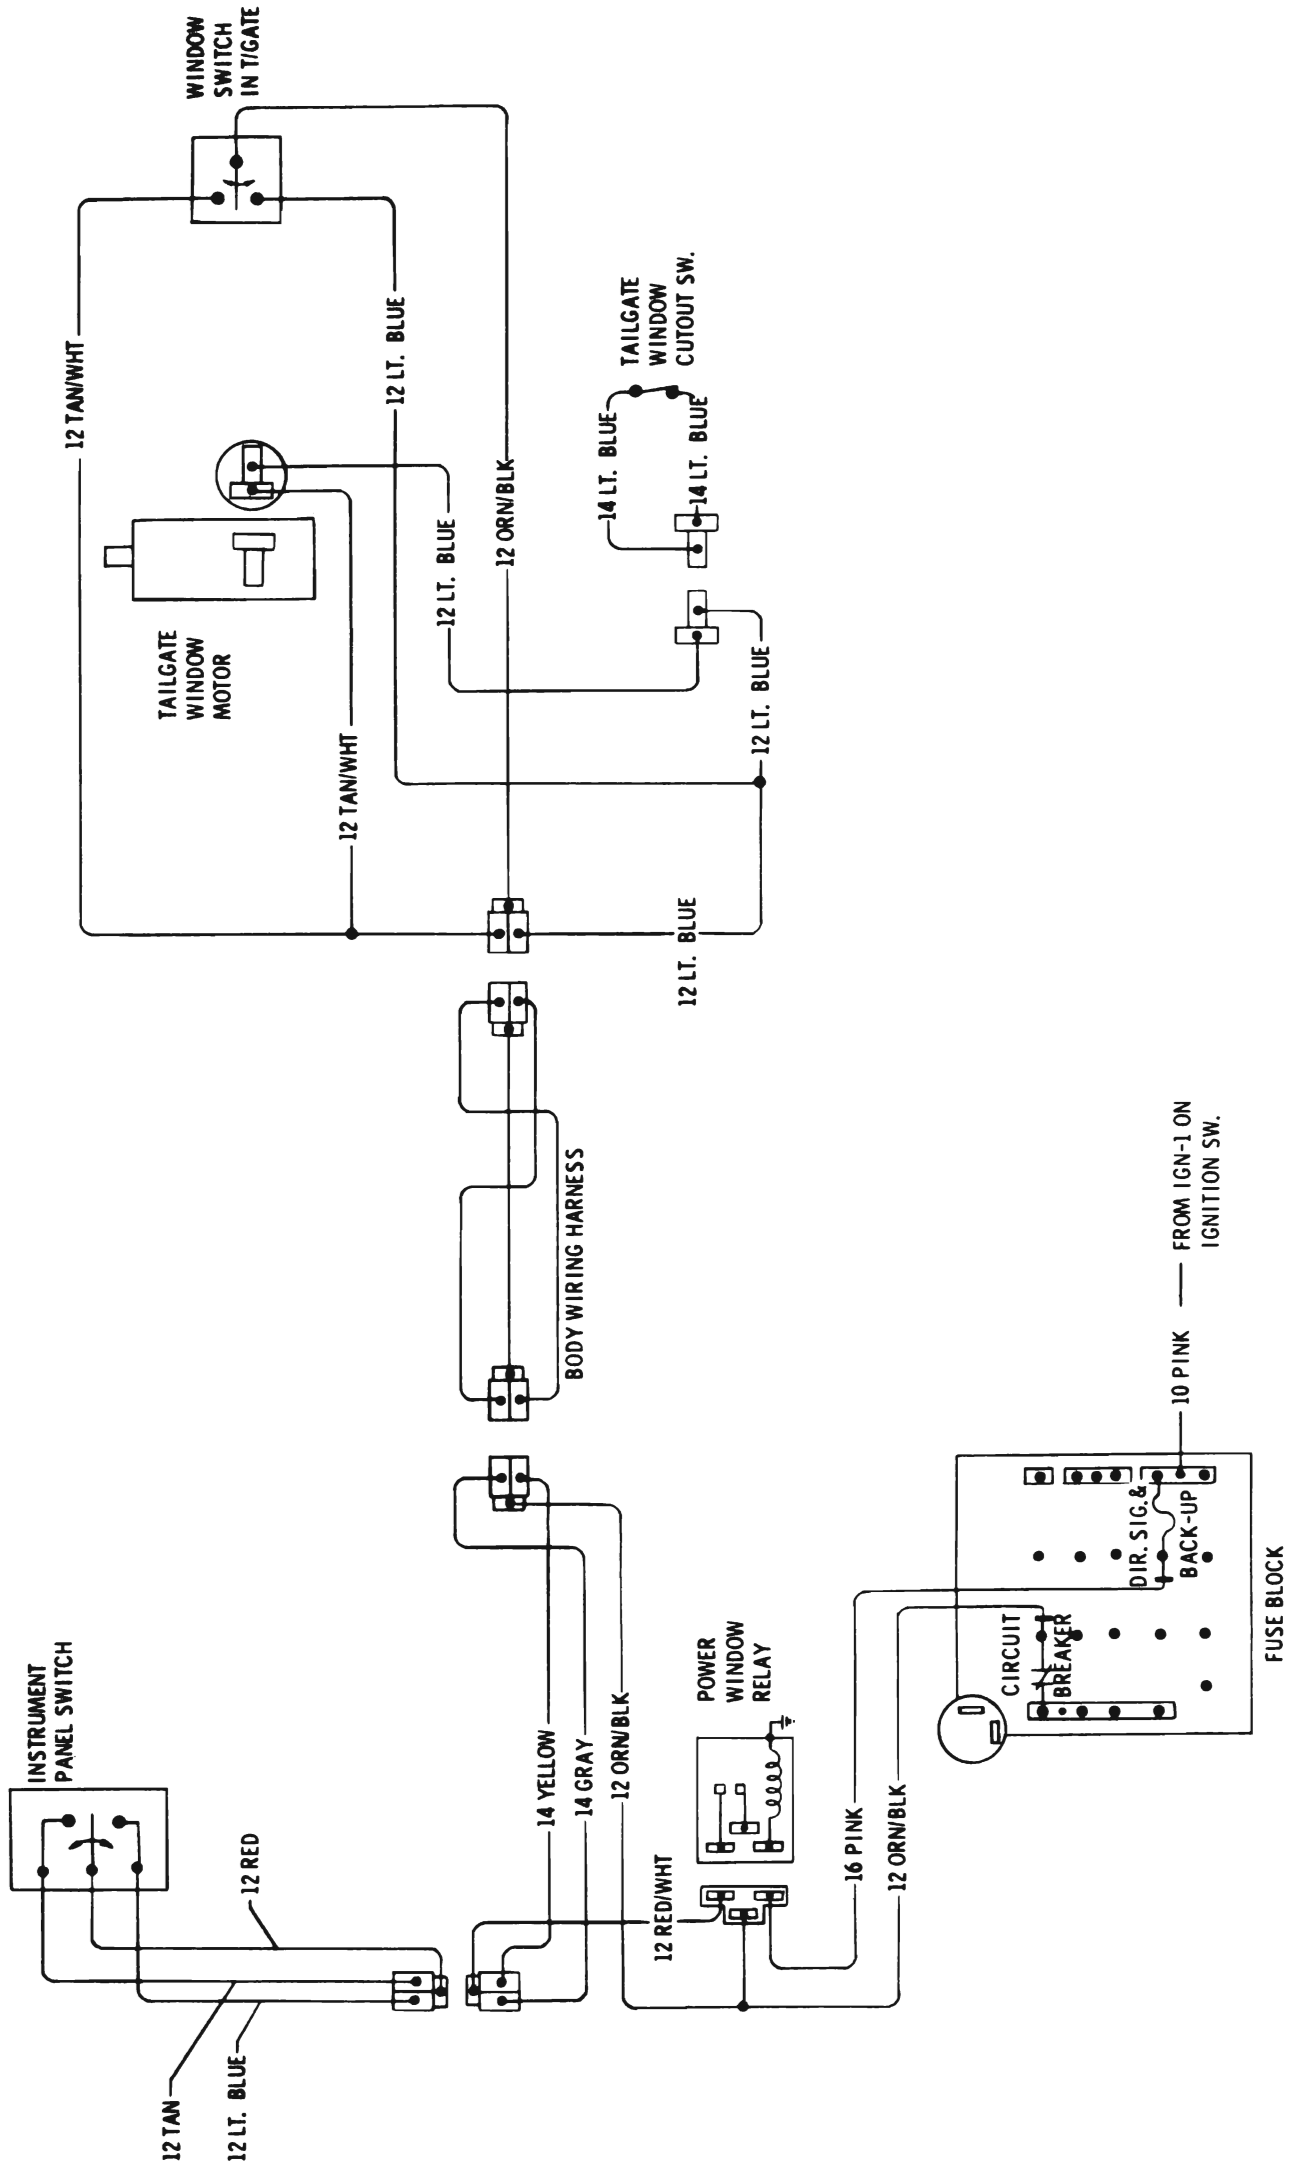 WINDOW
SWITCH
IN T/GATE
12 TAN/WHT
12 LT. BLUE
TAILGATE
WINDOW
CUTOUT SW.
14 LT. BLUE
14 LT. BLUE
12 ORN/BLK
12 LT. BLUE
TAILGATE
WINDOW
MOTOR
12 TAN/WHT
12 LT. BLUE
12 LT. BLUE
BODY WIRING HARNESS
FROM IGN-1 ON
IGNITION SW.
10 PINK
DIR. SIG. &
BACK-UP
CIRCUIT
BREAKER
FUSE BLOCK
INSTRUMENT
PANEL SWITCH
POWER
WINDOW
RELAY
14 YELLOW
14 GRAY
12 ORN/BLK
12 RED
12 RED/WHT
16 PINK
12 ORN/BLK
12 TAN
12 LT. BLUE